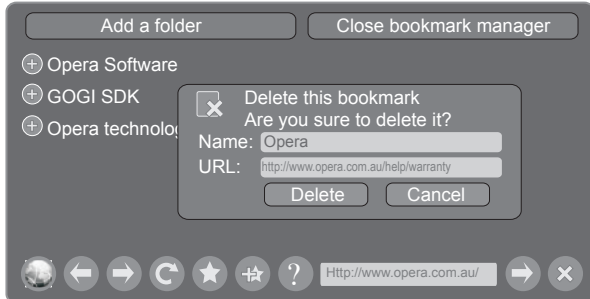 Add a folder
Close bookmark manager
Opera Software
GOGI SDK
Opera technolog
Delete this bookmark
Are you sure to delete it?
Name: Opera
URL: http://www.opera.com.au/help/warranty
Delete
Cancel
? Http://www.opera.com.au/